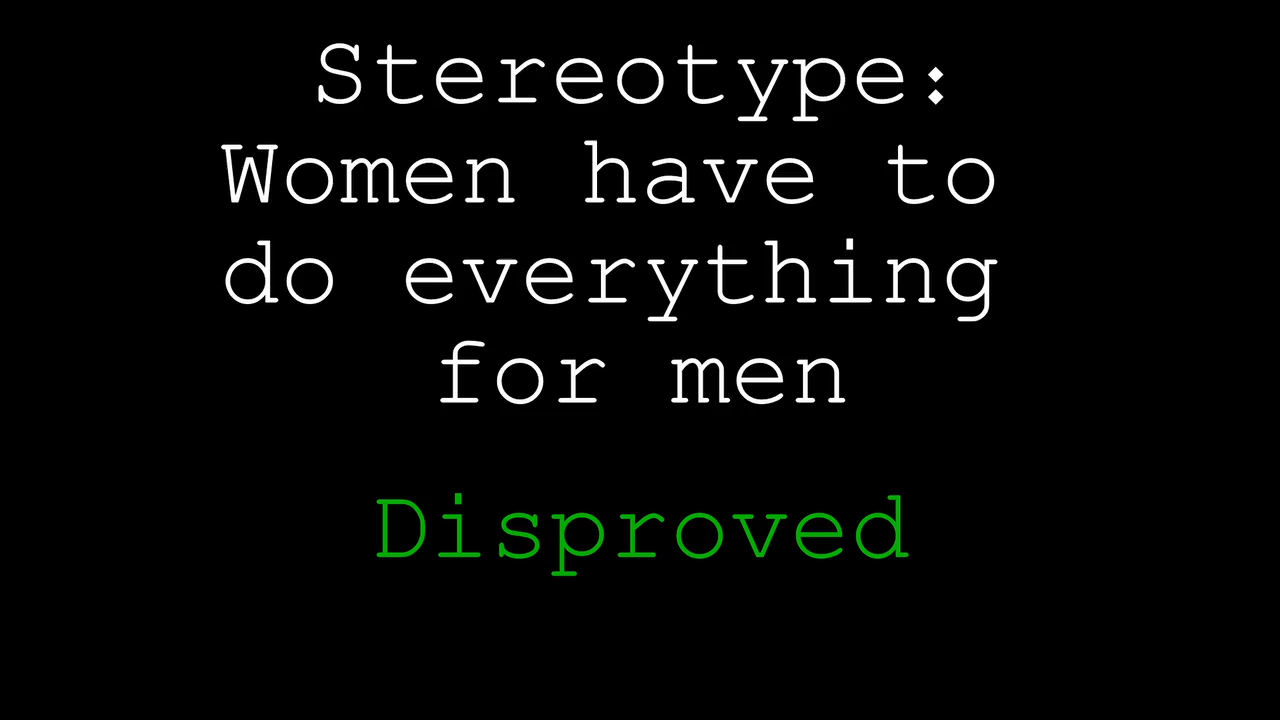 Stereotype:
Women have to
do everything
for men
Disproved